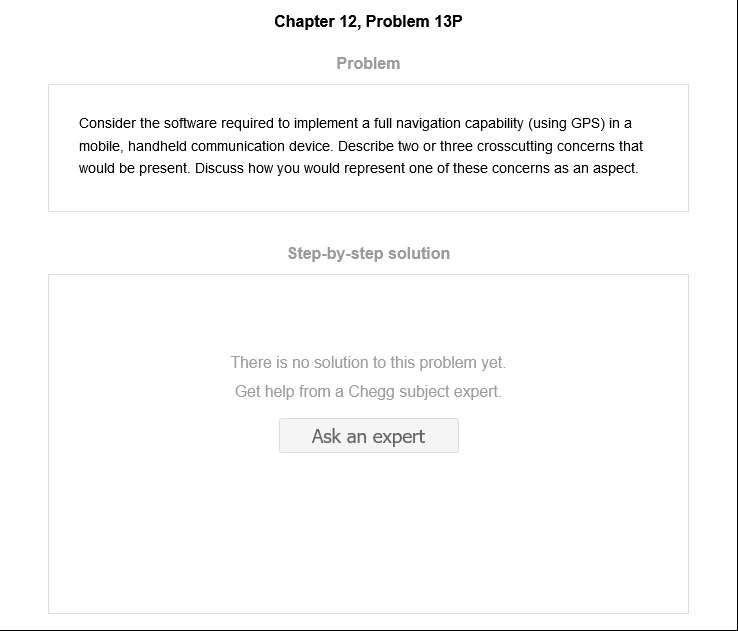 Chapter 12, Problem 13P
Problem
Consider the software required to implement a full navigation capability (using GPS) in a
mobile, handheld communication device. Describe two or three crosscutting concerns that
would be present. Discuss how you would represent one of these concerns as an aspect.
Step-by-step solution
There is no solution to this problem yet.
Get help from a Chegg subject expert.
Ask an expert